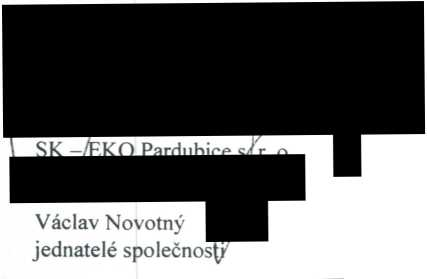 SK – EKO Pardubice s. r. o.
Václav Novotný
jednatelé společnosti